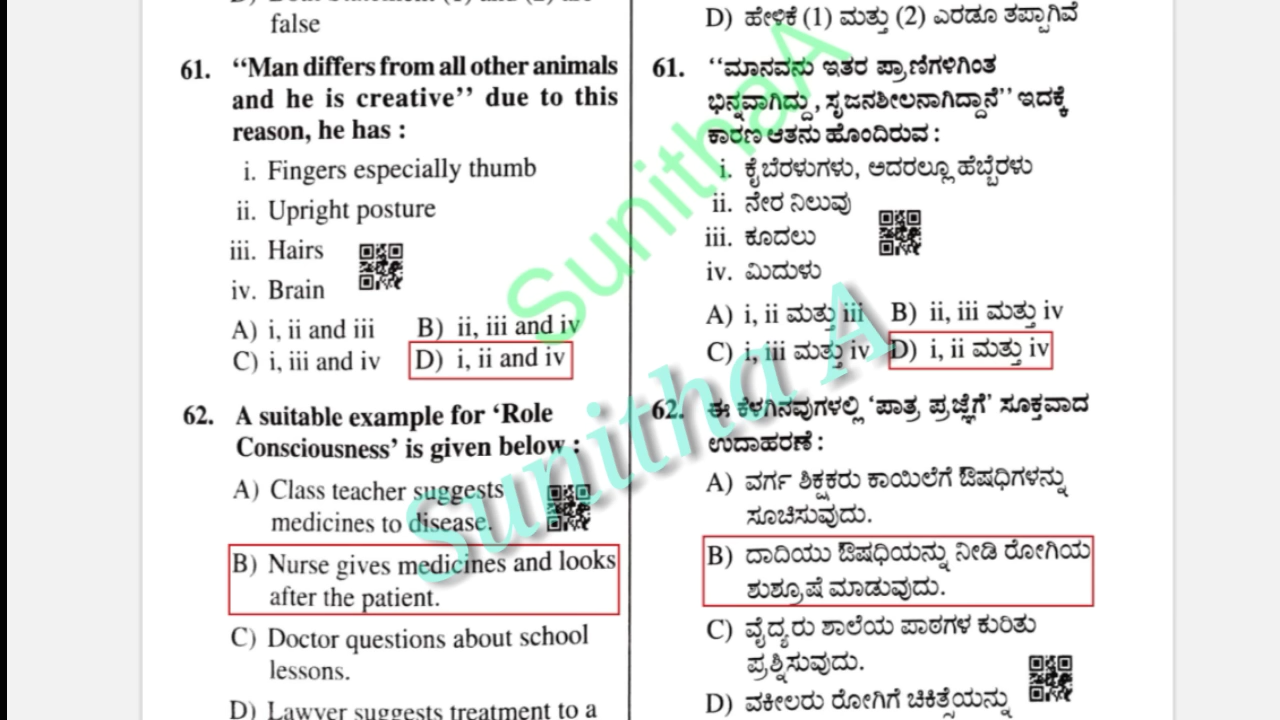 false
61. “Man differs from all other animals
and he is creative” due to this
reason, he has :
i. Fingers especially thumb
ii. Upright posture
iii. Hairs
iv. Brain
A) i, ii and iii B) ii, iii and iv
C) i, iii and iv D) i, ii and iv
62. A suitable example for ‘Role
Consciousness’ is given below :
A) Class teacher suggests
medicines to disease.
B) Nurse gives medicines and looks
after the patient.
C) Doctor questions about school
lessons.
D) Lawyer suggests treatment to a
D) ಹೇಳಿಕೆ (1) ಮತ್ತು (2) ಎರಡೂ ತಪ್ಪಾಗಿವೆ
61. “ಮಾನವನು ಇತರ ಪ್ರಾಣಿಗಳಿಗಿಂತ
ಭಿನ್ನವಾಗಿದ್ದು, ಸೃಜನಶೀಲನಾಗಿದ್ದಾನೆ” ಇದಕ್ಕೆ
ಕಾರಣ ಆತನು ಹೊಂದಿರುವ :
i. ಕೈಬೆರಳುಗಳು, ಅದರಲ್ಲೂ ಹೆಬ್ಬೆರಳು
ii. ನೇರ ನಿಲುವು
iii. ಕೂದಲು
iv. ಮಿದುಳು
A) i, ii ಮತ್ತು iii B) ii, iii ಮತ್ತು iv
C) i, iii ಮತ್ತು iv D) i, ii ಮತ್ತು iv
62. ಈ ಕೆಳಗಿನವುಗಳಲ್ಲಿ ‘ಪಾತ್ರ ಪ್ರಜ್ಞೆಗೆ’ ಸೂಕ್ತವಾದ
ಉದಾಹರಣೆ :
A) ವರ್ಗ ಶಿಕ್ಷಕರು ಕಾಯಿಲೆಗೆ ಔಷಧಿಗಳನ್ನು
ಸೂಚಿಸುವುದು.
B) ದಾದಿಯು ಔಷಧಿಯನ್ನು ನೀಡಿ ರೋಗಿಯ
ಶುಶ್ರೂಷೆ ಮಾಡುವುದು.
C) ವೈದ್ಯರು ಶಾಲೆಯ ಪಾಠಗಳ ಕುರಿತು
ಪ್ರಶ್ನಿಸುವುದು.
D) ವಕೀಲರು ರೋಗಿಗೆ ಚಿಕಿತ್ಸೆಯನ್ನು
SunithaA
Sunitha A